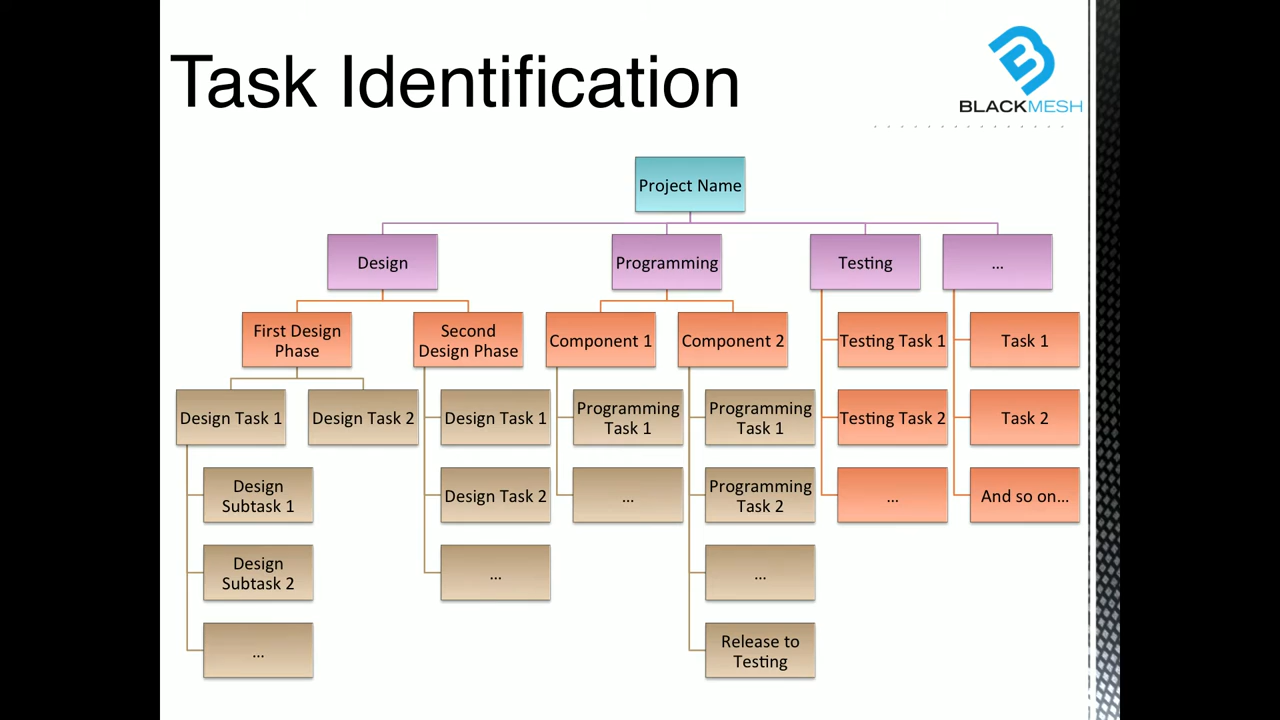 Task Identification
BLACKMESH
Project Name
Design
Programming
Testing
...
First Design
Phase
Second
Design Phase
Component 1
Component 2
Testing Task 1
Task 1
Design Task 1
Design Task 2
Design Task 1
Programming
Task 1
Programming
Task 1
Testing Task 2
Task 2
Design
Subtask 1
Design Task 2
...
Programming
Task 2
...
And so on...
Design
Subtask 2
...
...
...
Release to
Testing